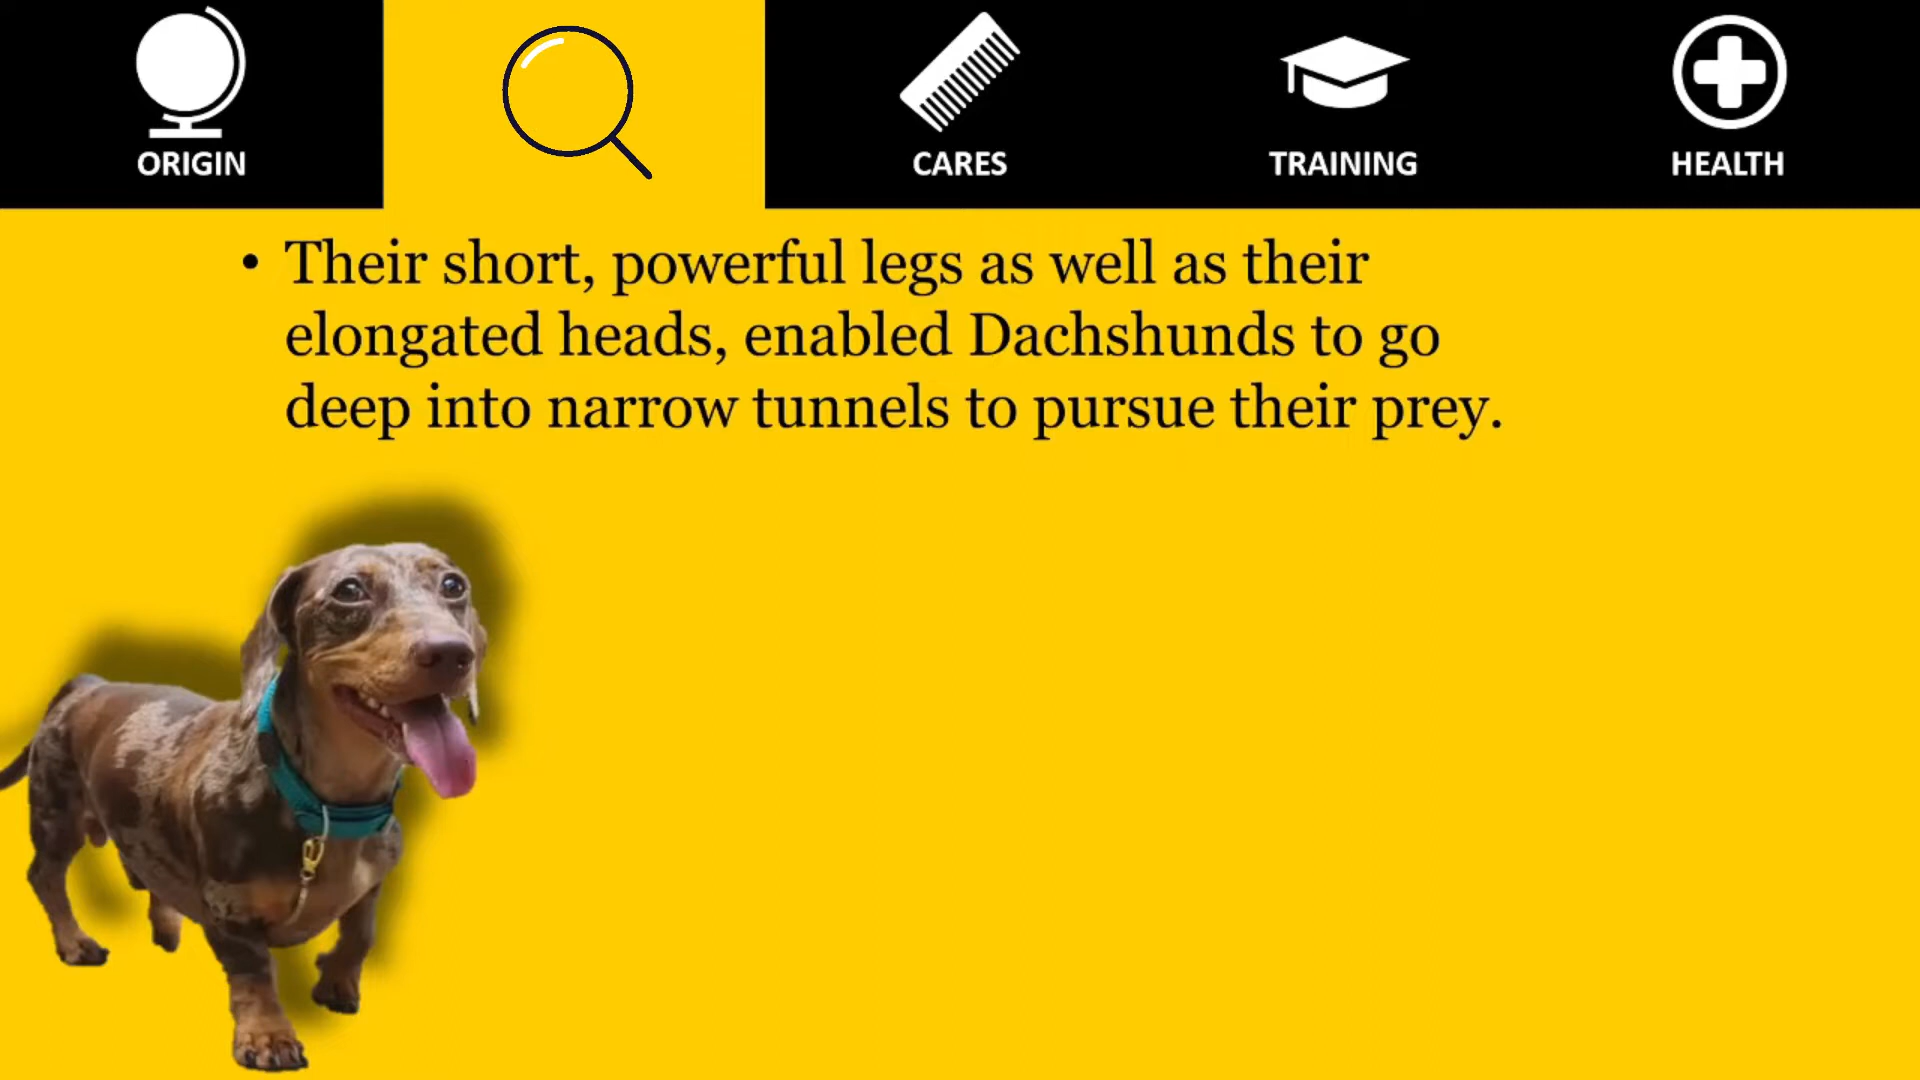 ORIGIN
CARES
TRAINING
HEALTH
• Their short, powerful legs as well as their
elongated heads, enabled Dachshunds to go
deep into narrow tunnels to pursue their prey.